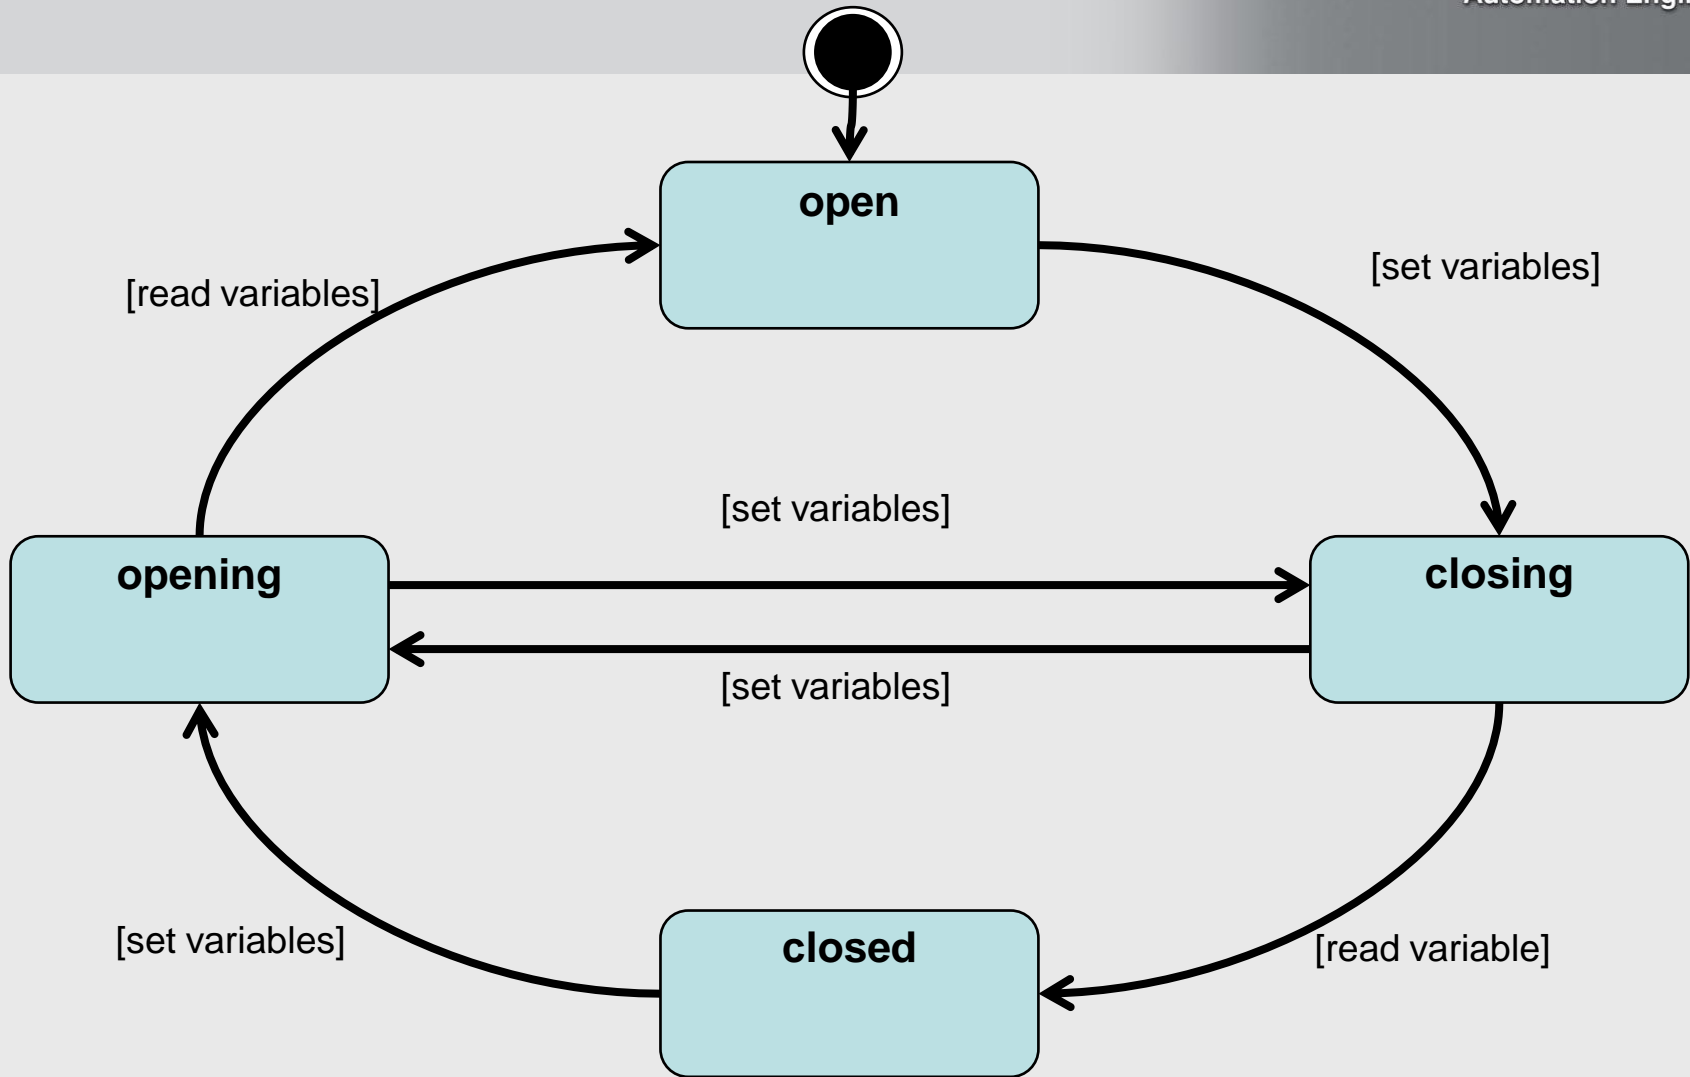 open
[set variables]
[read variables]
[set variables]
opening
closing
[set variables]
[set variables]
closed
[read variable]